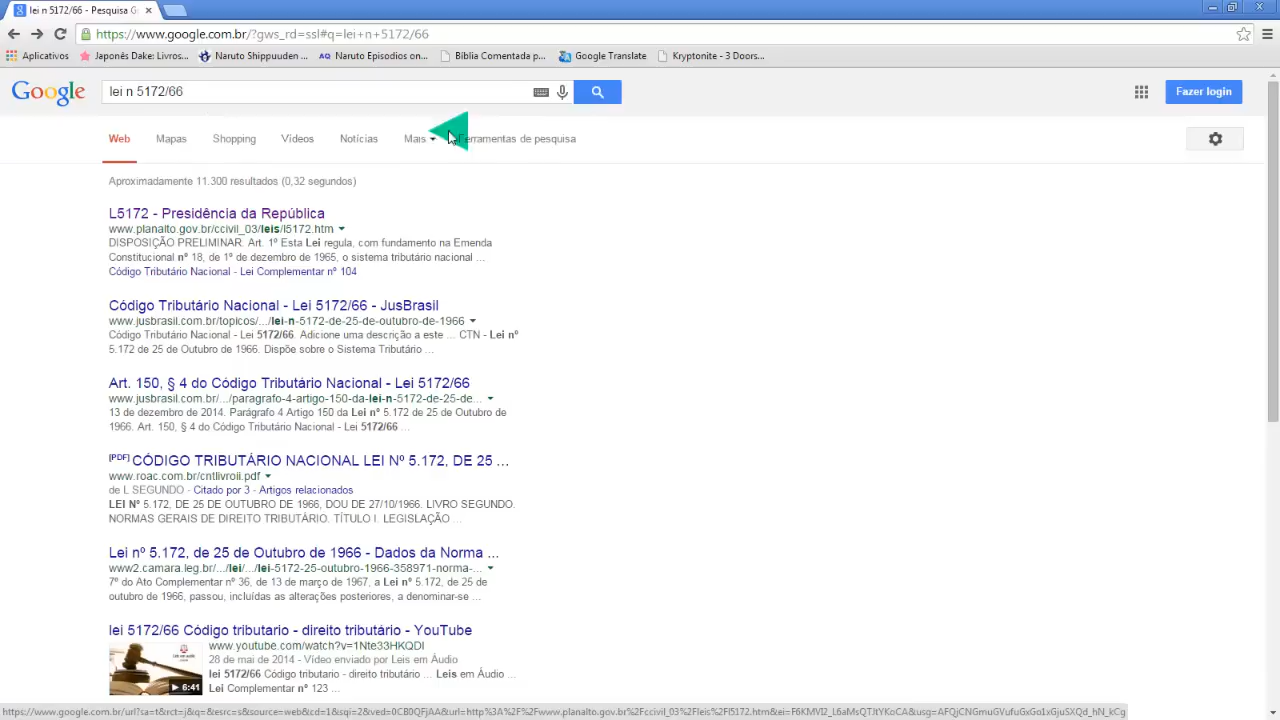 lei n 5172/66 - Pesquisa G
https://www.google.com.br/?gws_rd=ssl#q=lei+n+5172/66
Aplicativos Japonês Dake: Livros... Naruto Shippuuden ... AQ Naruto Episodios on... Bíblia Comentada p... Google Translate Kryptonite - 3 Doors...
Google lei n 5172/66 Fazer login
Web Mapas Shopping Vídeos Notícias Mais Ferramentas de pesquisa
Aproximadamente 11.300 resultados (0,32 segundos)
L5172 - Presidência da República
www.planalto.gov.br/ccivil_03/leis/l5172.htm
DISPOSIÇÃO PRELIMINAR. Art. 1º Esta Lei regula, com fundamento na Emenda
Constitucional nº 18, de 1º de dezembro de 1965, o sistema tributário nacional ...
Código Tributário Nacional - Lei Complementar nº 104
Código Tributário Nacional - Lei 5172/66 - JusBrasil
www.jusbrasil.com.br/topicos/.../lei-n-5172-de-25-de-outubro-de-1966
Código Tributário Nacional - Lei 5172/66. Adicione uma descrição a este ... CTN - Lei nº
5.172 de 25 de Outubro de 1966. Dispõe sobre o Sistema Tributário ...
Art. 150, § 4 do Código Tributário Nacional - Lei 5172/66
www.jusbrasil.com.br/.../paragrafo-4-artigo-150-da-lei-n-5172-de-25-de...
13 de dezembro de 2014. Parágrafo 4 Artigo 150 da Lei nº 5.172 de 25 de Outubro de
1966. Art. 150, § 4 do Código Tributário Nacional - Lei 5172/66 ...
[PDF] CÓDIGO TRIBUTÁRIO NACIONAL LEI Nº 5.172, DE 25 ...
www.roac.com.br/cntlivroii.pdf
de L SEGUNDO - Citado por 3 - Artigos relacionados
LEI Nº 5.172, DE 25 DE OUTUBRO DE 1966, DOU DE 27/10/1966. LIVRO SEGUNDO.
NORMAS GERAIS DE DIREITO TRIBUTÁRIO. TÍTULO I. LEGISLAÇÃO ...
Lei nº 5.172, de 25 de Outubro de 1966 - Dados da Norma ...
www2.camara.leg.br/.../lei/.../lei-5172-25-outubro-1966-358971-norma-...
7º do Ato Complementar nº 36, de 13 de março de 1967, a Lei nº 5.172, de 25 de
outubro de 1966, passou, incluídas as alterações posteriores, a denominar-se ...
lei 5172/66 Código tributario - direito tributário - YouTube
www.youtube.com/watch?v=1Nte33HKQDI
28 de mai de 2014 - Vídeo enviado por Leis em Áudio
lei 5172/66 Código tributario - direito tributário ... Leis em Áudio ...
6:41 Lei Complementar nº 123 ...